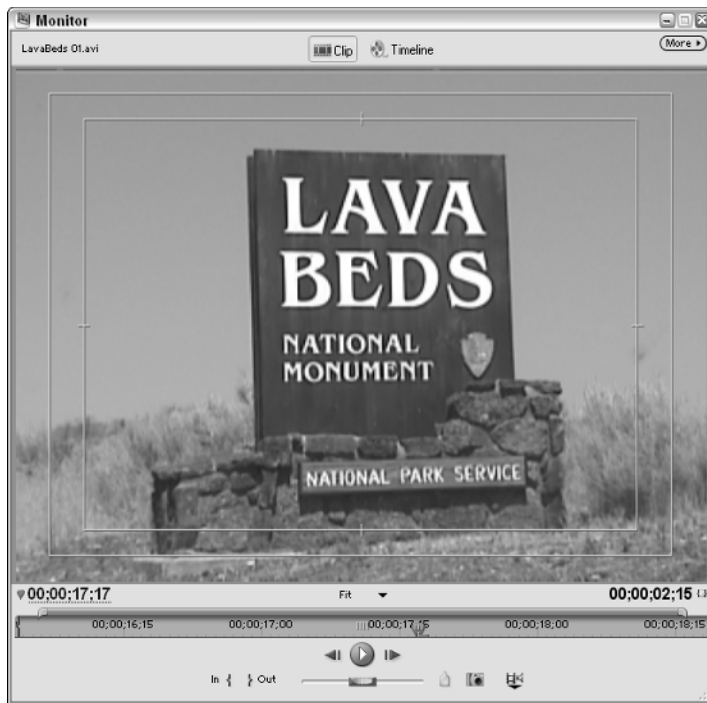 Monitor
LavaBeds 01.avi
Clip
Timeline
More
LAVA
BEDS
NATIONAL
MONUMENT
NATIONAL PARK SERVICE
00;00;17;17
Fit
00;00;02;15
00;00;16;15
00;00;17;00
00;00;17;15
00;00;18;00
00;00;18;15
In { } Out